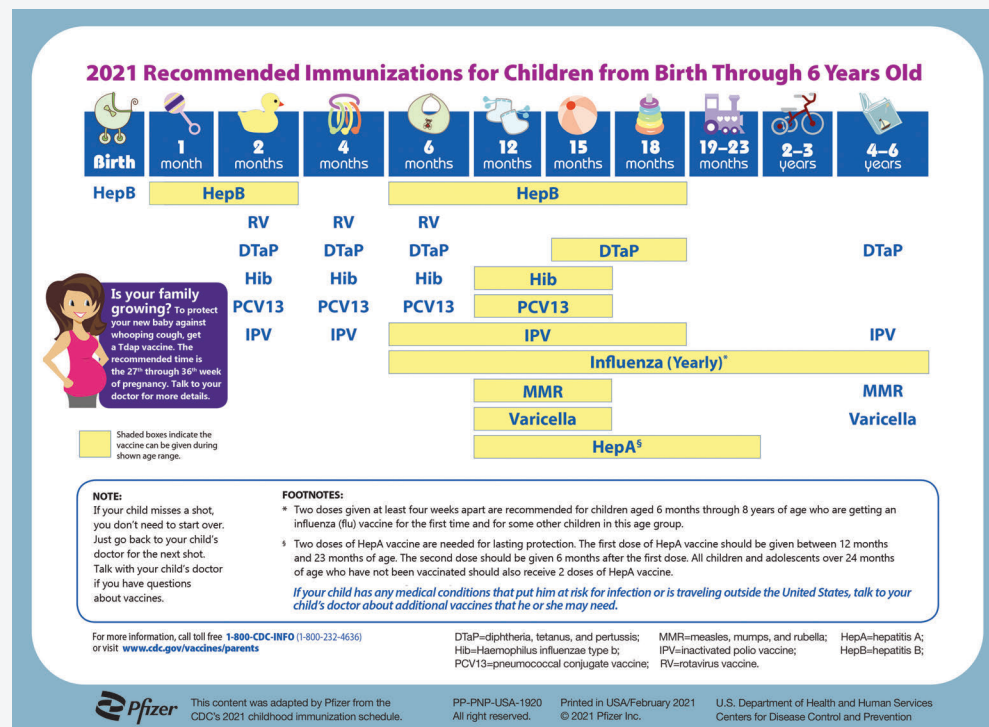 2021 Recommended Immunizations for Children from Birth Through 6 Years Old
Birth
1
month
2
months
4
months
6
months
12
months
15
months
18
months
19–23
months
2–3
years
4–6
years
HepB HepB HepB
RV RV RV
DTaP DTaP DTaP DTaP DTaP
Hib Hib Hib Hib
PCV13 PCV13 PCV13 PCV13
IPV IPV IPV IPV
Influenza (Yearly)*
MMR MMR
Varicella Varicella
HepA§
Is your family
growing? To protect
your new baby against
whooping cough, get
a Tdap vaccine. The
recommended time is
the 27th through 36th week
of pregnancy. Talk to your
doctor for more details.
Shaded boxes indicate the
vaccine can be given during
shown age range.
NOTE:
If your child misses a shot,
you don't need to start over.
Just go back to your child's
doctor for the next shot.
Talk with your child's doctor
if you have questions
about vaccines.
FOOTNOTES:
* Two doses given at least four weeks apart are recommended for children aged 6 months through 8 years of age who are getting an
influenza (flu) vaccine for the first time and for some other children in this age group.
§ Two doses of HepA vaccine are needed for lasting protection. The first dose of HepA vaccine should be given between 12 months
and 23 months of age. The second dose should be given 6 months after the first dose. All children and adolescents over 24 months
of age who have not been vaccinated should also receive 2 doses of HepA vaccine.
If your child has any medical conditions that put him at risk for infection or is traveling outside the United States, talk to your
child's doctor about additional vaccines that he or she may need.
For more information, call toll free 1-800-CDC-INFO (1-800-232-4636)
or visit www.cdc.gov/vaccines/parents
DTaP=diphtheria, tetanus, and pertussis;
Hib=Haemophilus influenzae type b;
PCV13=pneumococcal conjugate vaccine;
MMR=measles, mumps, and rubella;
IPV=inactivated polio vaccine;
RV=rotavirus vaccine.
HepA=hepatitis A;
HepB=hepatitis B;
Pfizer
This content was adapted by Pfizer from the
CDC's 2021 childhood immunization schedule.
PP-PNP-USA-1920
All right reserved.
Printed in USA/February 2021
© 2021 Pfizer Inc.
U.S. Department of Health and Human Services
Centers for Disease Control and Prevention